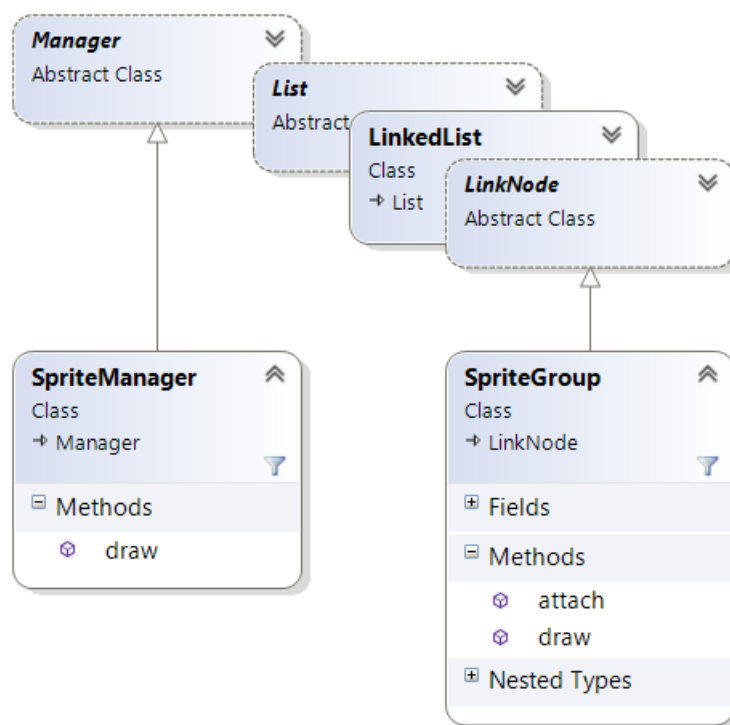 Manager
Abstract Class
List
Abstract
LinkedList
Class
List
LinkNode
Abstract Class
SpriteManager
Class
Manager
Methods
draw
SpriteGroup
Class
LinkNode
Fields
Methods
attach
draw
Nested Types